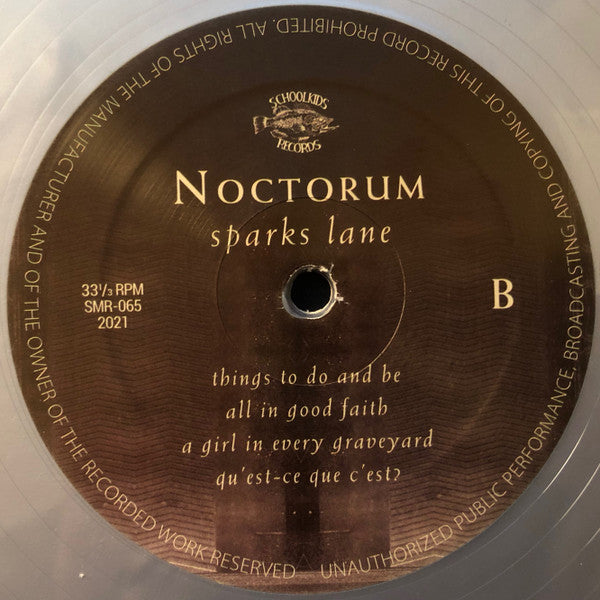 SCHOOLKIDS
RECORDS
NOCTORUM
sparks lane
33 1/3 RPM
SMR-065
2021
B
things to do and be
all in good faith
a girl in every graveyard
qu'est-ce que c'est?
ALL RIGHTS OF THE MANUFACTURER AND OF THE OWNER OF THE RECORDED WORK RESERVED
UNAUTHORIZED PUBLIC PERFORMANCE, BROADCASTING AND COPYING OF THIS RECORD PROHIBITED.